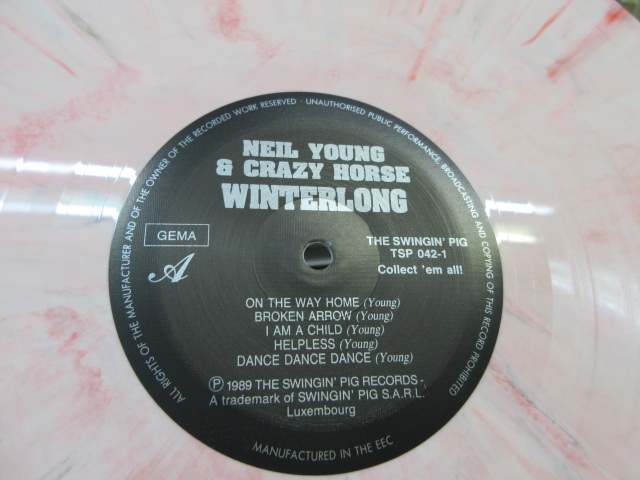 ALL RIGHTS OF THE MANUFACTURER AND OF THE OWNER OF THE RECORDED WORK RESERVED - UNAUTHORISED PUBLIC PERFORMANCE, BROADCASTING AND COPYING OF THIS RECORD PROHIBITED
NEIL YOUNG
& CRAZY HORSE
WINTERLONG
GEMA
A
THE SWINGIN' PIG
TSP 042-1
Collect 'em all!
ON THE WAY HOME (Young)
BROKEN ARROW (Young)
I AM A CHILD (Young)
HELPLESS (Young)
DANCE DANCE DANCE (Young)
Ⓟ 1989 THE SWINGIN' PIG RECORDS -
A trademark of SWINGIN' PIG S.A.R.L.
Luxembourg
MANUFACTURED IN THE EEC